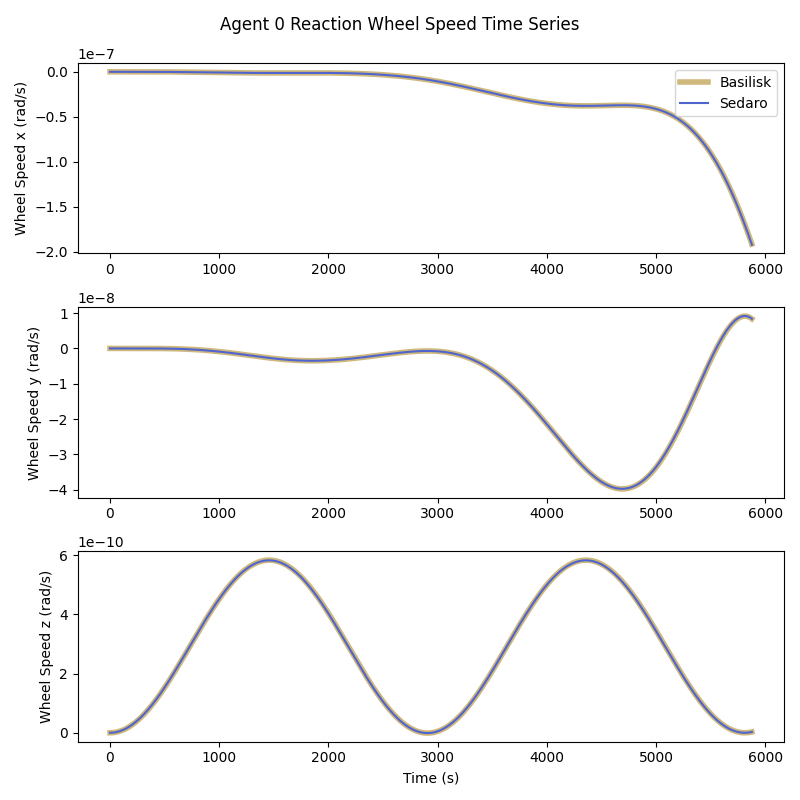 Agent 0 Reaction Wheel Speed Time Series
1e−7
0.0
−0.5
−1.0
−1.5
−2.0
Wheel Speed x (rad/s)
Basilisk
Sedaro
0 1000 2000 3000 4000 5000 6000
1e−8
1
0
−1
−2
−3
−4
Wheel Speed y (rad/s)
0 1000 2000 3000 4000 5000 6000
1e−10
6
4
2
0
Wheel Speed z (rad/s)
0 1000 2000 3000 4000 5000 6000
Time (s)